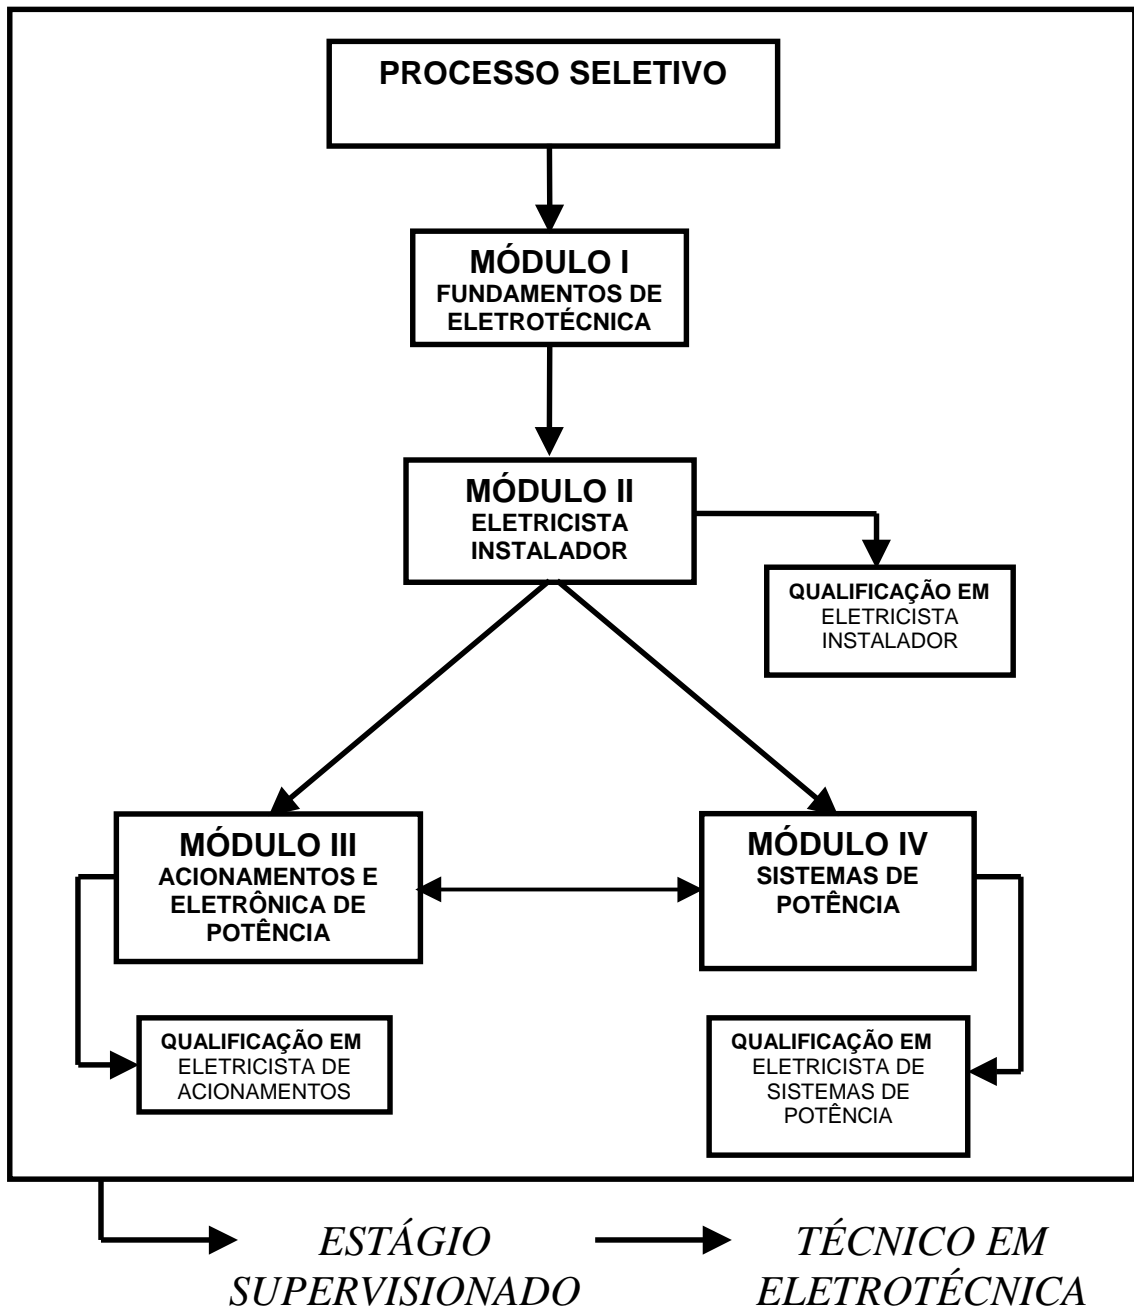 PROCESSO SELETIVO
MÓDULO I
FUNDAMENTOS DE
ELETROTÉCNICA
MÓDULO II
ELETRICISTA
INSTALADOR
QUALIFICAÇÃO EM
ELETRICISTA
INSTALADOR
MÓDULO III
ACIONAMENTOS E
ELETRÔNICA DE
POTÊNCIA
MÓDULO IV
SISTEMAS DE
POTÊNCIA
QUALIFICAÇÃO EM
ELETRICISTA DE
ACIONAMENTOS
QUALIFICAÇÃO EM
ELETRICISTA DE
SISTEMAS DE
POTÊNCIA
ESTÁGIO
SUPERVISIONADO
TÉCNICO EM
ELETROTÉCNICA